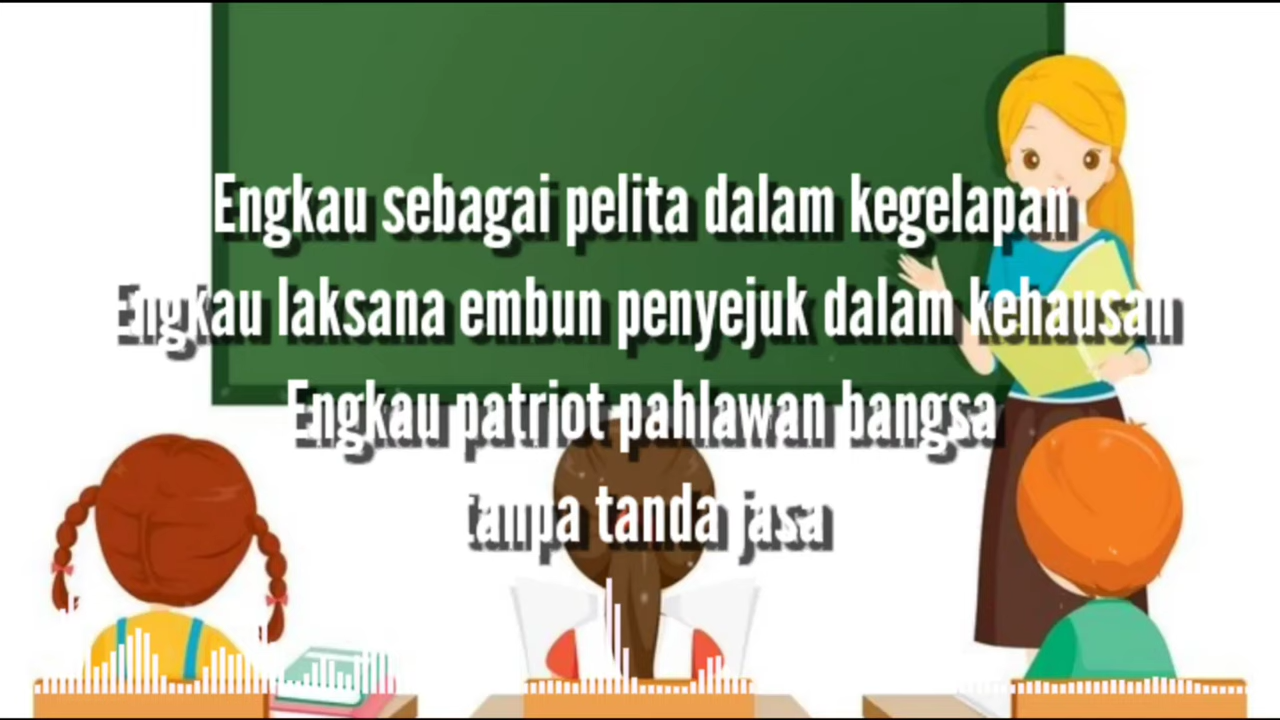 Engkau sebagai pelita dalam kegelapan
Engkau laksana embun penyejuk dalam kehausan
Engkau patriot pahlawan bangsa
tanpa tanda jasa